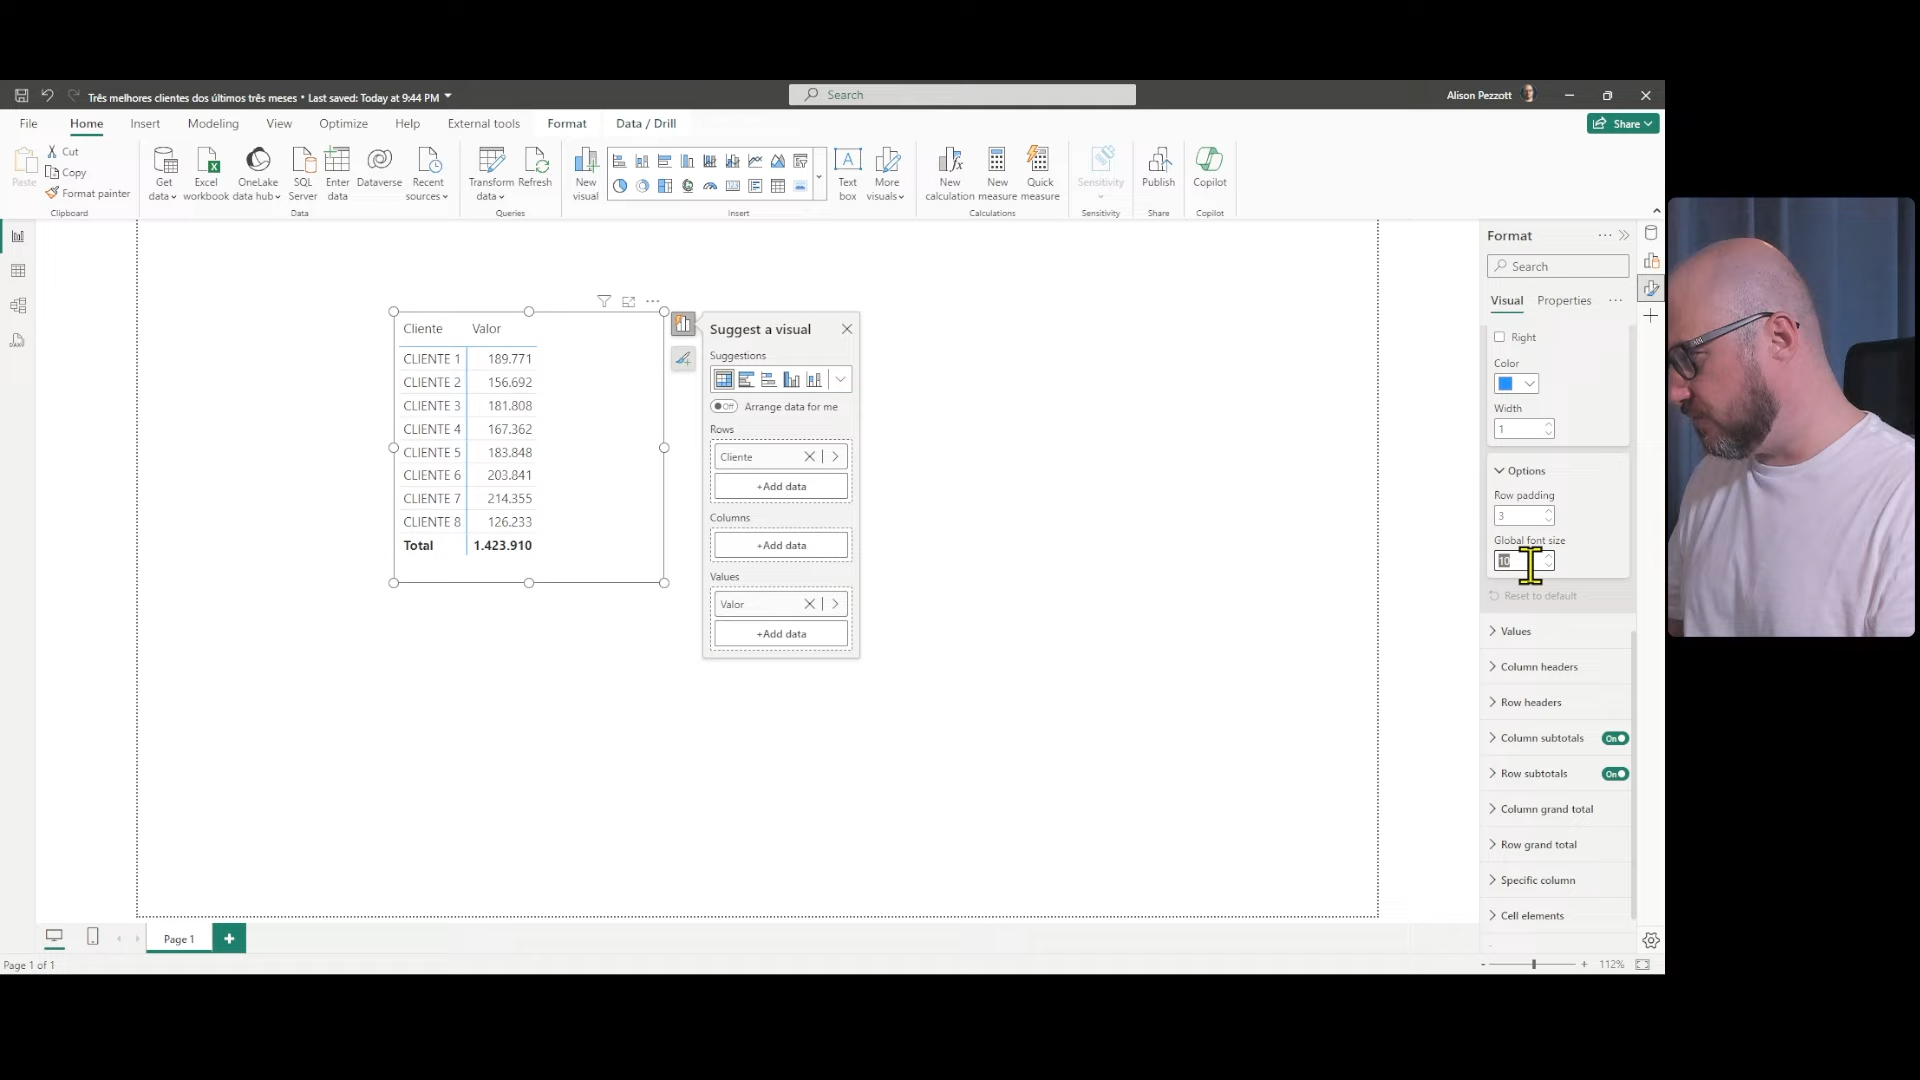 Três melhores clientes dos últimos três meses • Last saved: Today at 9:44 PM
Search
Alison Pezzott
File Home Insert Modeling View Optimize Help External tools Format Data / Drill
Share
Paste
Cut
Copy
Format painter
Clipboard
Get data
Excel workbook
OneLake data hub
SQL Server
Enter data
Dataverse
Recent sources
Data
Transform data
Refresh
Queries
New visual
Text box
More visuals
Insert
New calculation
New measure
Quick measure
Calculations
Sensitivity
Sensitivity
Publish
Share
Copilot
Copilot
Cliente Valor
CLIENTE 1 189.771
CLIENTE 2 156.692
CLIENTE 3 181.808
CLIENTE 4 167.362
CLIENTE 5 183.848
CLIENTE 6 203.841
CLIENTE 7 214.355
CLIENTE 8 126.233
Total 1.423.910
Suggest a visual
Suggestions
Off Arrange data for me
Rows
Cliente
+Add data
Columns
+Add data
Values
Valor
+Add data
Format
Search
Visual Properties
Right
Color
Width
1
Options
Row padding
3
Global font size
10
Reset to default
Values
Column headers
Row headers
Column subtotals On
Row subtotals On
Column grand total
Row grand total
Specific column
Cell elements
Page 1
Page 1 of 1
112%